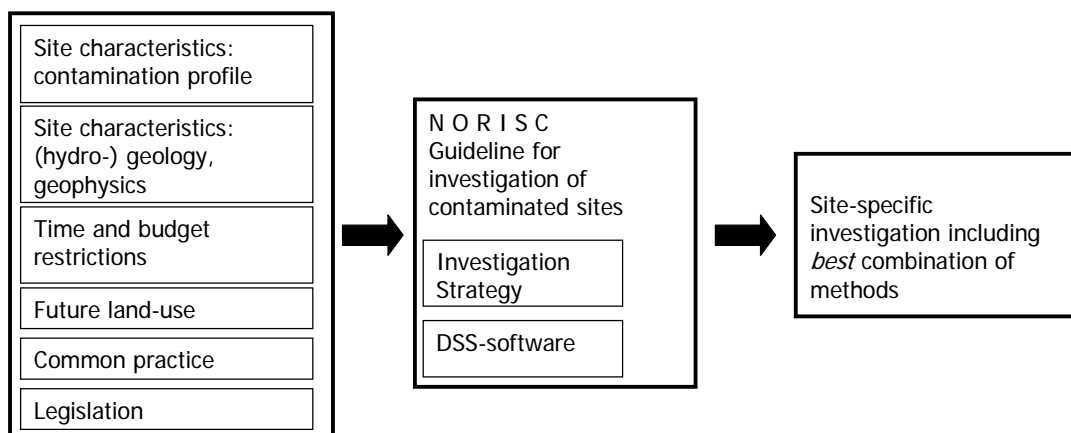 Site characteristics:
contamination profile
Site characteristics:
(hydro-) geology,
geophysics
Time and budget
restrictions
Future land-use
Common practice
Legislation
N O R I S C
Guideline for
investigation of
contaminated sites
Investigation
Strategy
DSS-software
Site-specific
investigation including
best combination of
methods